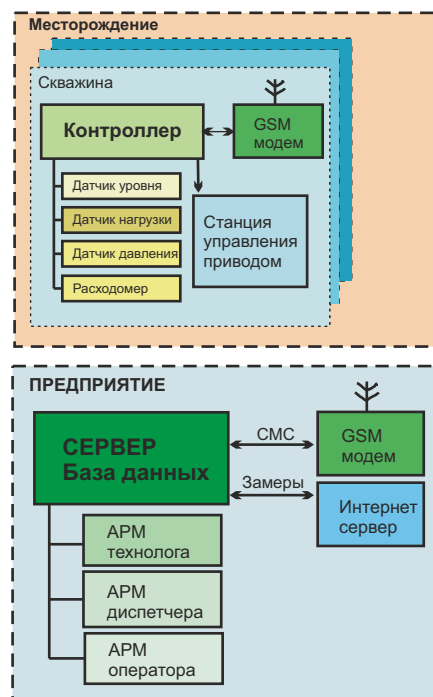 Месторождение
Скважина
Контроллер
GSM
модем
Датчик уровня
Датчик нагрузки
Датчик давления
Расходомер
Станция
управления
приводом
ПРЕДПРИЯТИЕ
СЕРВЕР
База данных
СМС
GSM
модем
Замеры
Интернет
сервер
АРМ
технолога
АРМ
диспетчера
АРМ
оператора